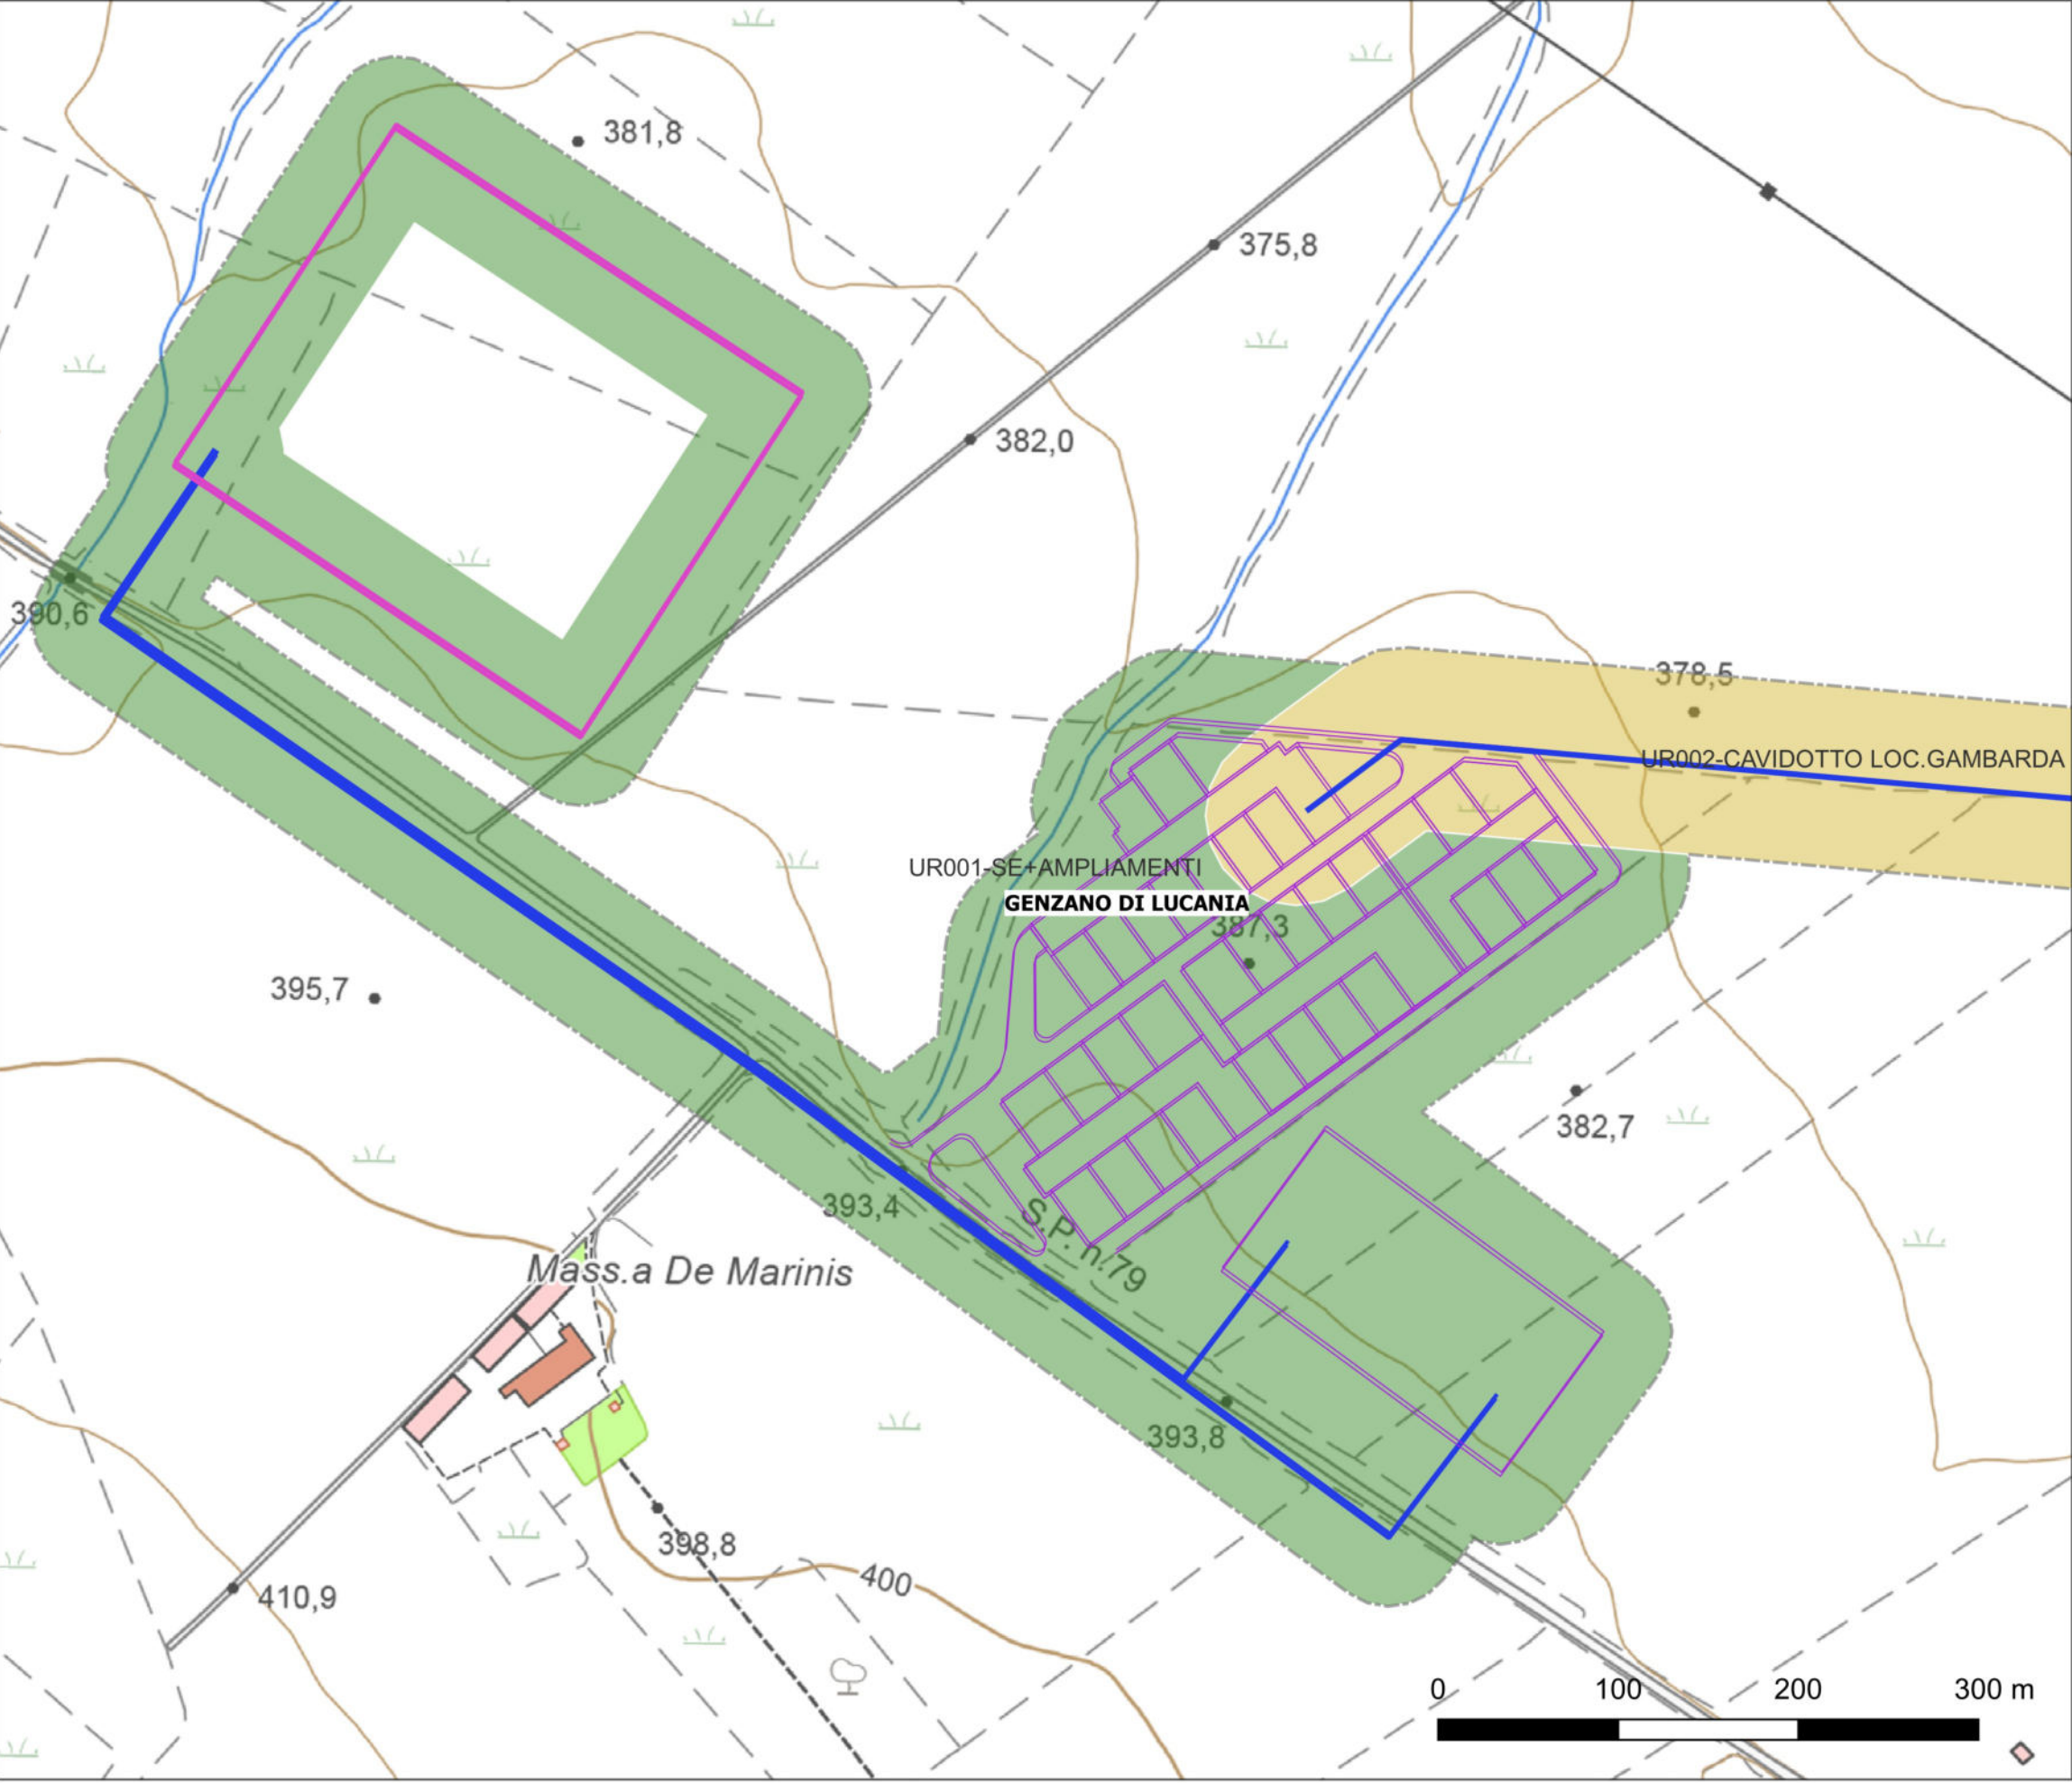 381,8
375,8
382,0
390,6
378,5
UR002-CAVIDOTTO LOC.GAMBARDA
UR001-SE+AMPLIAMENTI
GENZANO DI LUCANIA
387,3
395,7
382,7
393,4
S.P. n.79
Mass.a De Marinis
393,8
398,8
400
410,9
0 100 200 300 m